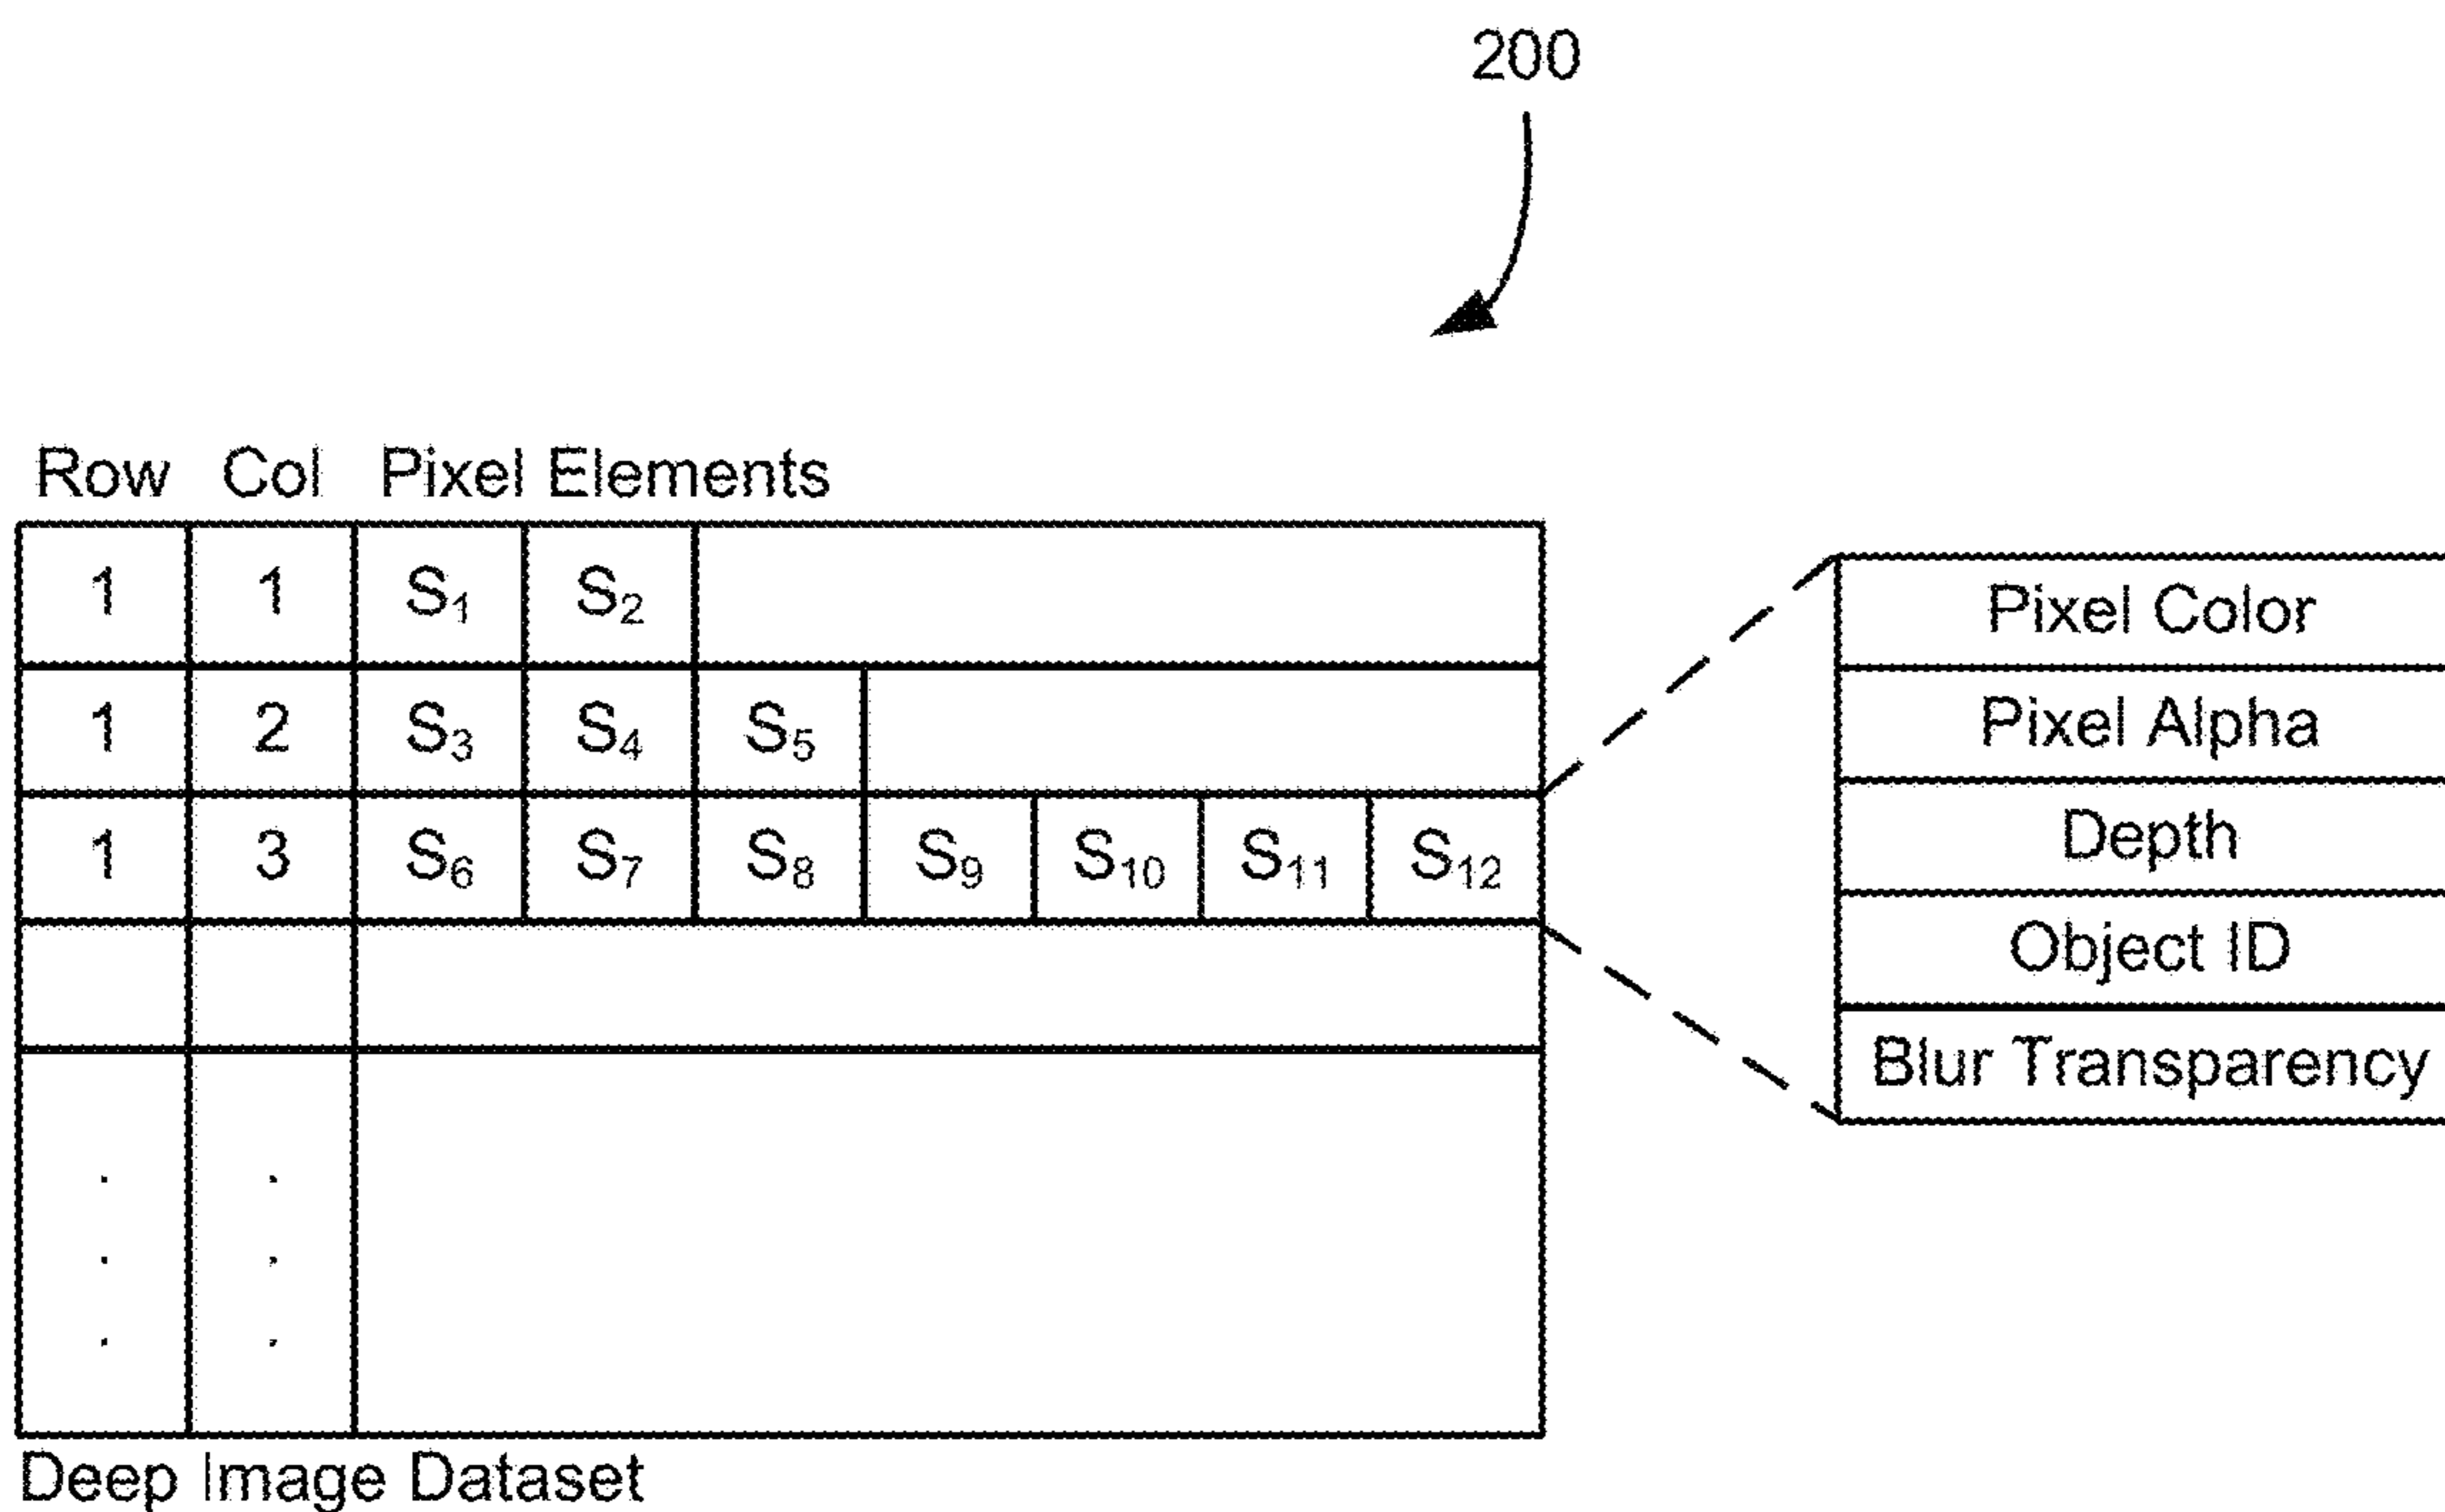 200
Row Col Pixel Elements
1 1 S₁ S₂
1 2 S₃ S₄ S₅
1 3 S₆ S₇ S₈ S₉ S₁₀ S₁₁ S₁₂
. .
. .
. .
Deep Image Dataset
Pixel Color
Pixel Alpha
Depth
Object ID
Blur Transparency